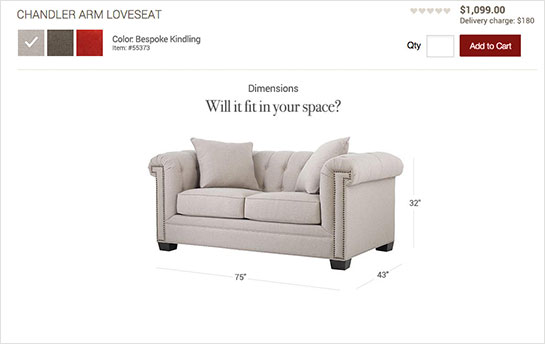 CHANDLER ARM LOVESEAT
$1,099.00
Delivery charge: $180
Color: Bespoke Kindling
Item: #55373
Qty
Add to Cart
Dimensions
Will it fit in your space?
32"
75"
43"